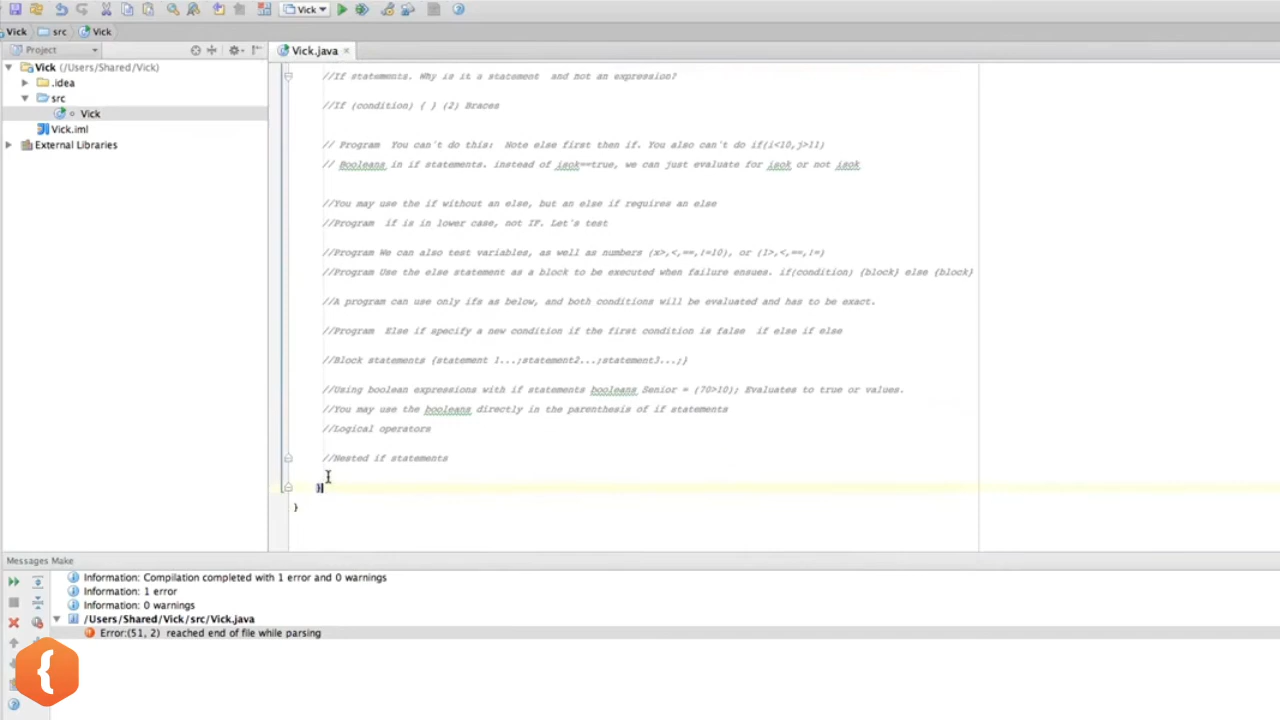 Vick
Vick src Vick
Project
Vick.java
Vick (/Users/Shared/Vick)
.idea
src
Vick
Vick.iml
External Libraries
//If statements. Why is it a statement  and not an expression?
//If (condition) { } (2) Braces
// Program  You can't do this:  Note else first then if. You also can't do if(i<10,j>11)
// Booleans in if statements. instead of isok==true, we can just evaluate for isok or not isok
//You may use the if without an else, but an else if requires an else
//Program  if is in lower case, not IF. Let's test
//Program We can also test variables, as well as numbers (x>,<,==,!=10), or (1>,<,==,!=)
//Program Use the else statement as a block to be executed when failure ensues. if(condition) {block} else {block}
//A program can use only ifs as below, and both conditions will be evaluated and has to be exact.
//Program  Else if specify a new condition if the first condition is false  if else if else
//Block statements {statement 1...;statement2...;statement3...;}
//Using boolean expressions with if statements booleans Senior = (70>10); Evaluates to true or values.
//You may use the booleans directly in the parenthesis of if statements
//Logical operators
//Nested if statements
}
}
Messages Make
Information: Compilation completed with 1 error and 0 warnings
Information: 1 error
Information: 0 warnings
/Users/Shared/Vick/src/Vick.java
Error:(51, 2)  reached end of file while parsing
{